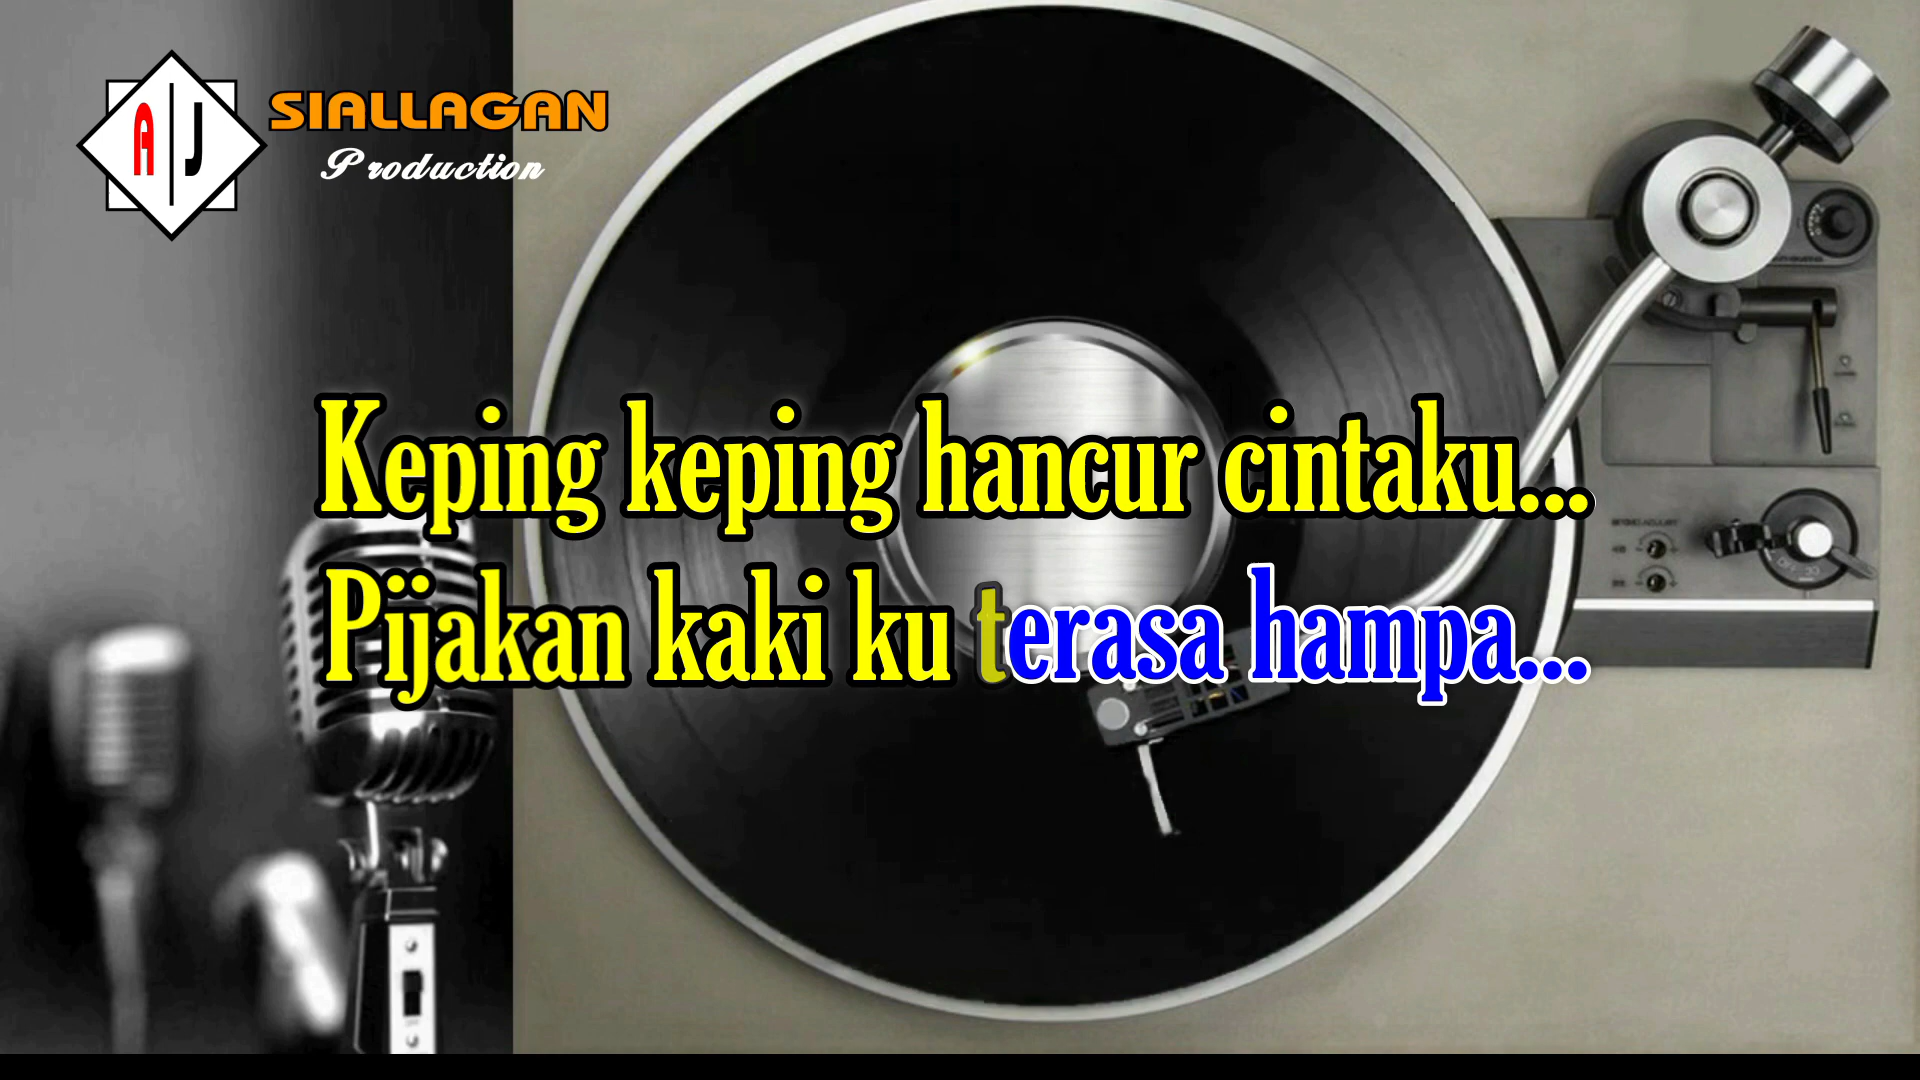 A J
SIALLAGAN
Production
Keping keping hancur cintaku...
Pijakan kaki ku terasa hampa...